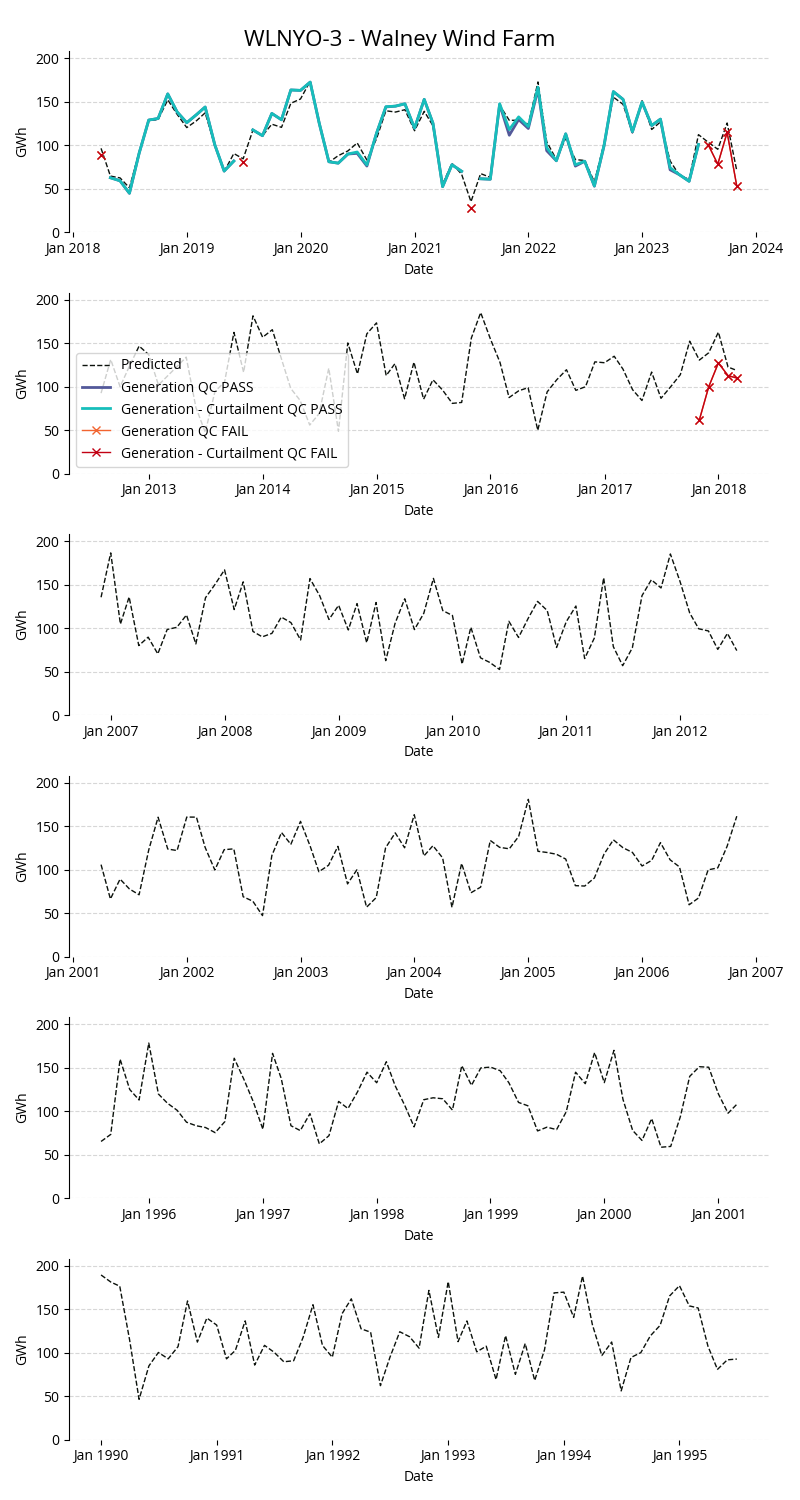 WLNYO-3 - Walney Wind Farm
200
150
100
50
0
GWh
Jan 2018 Jan 2019 Jan 2020 Jan 2021 Jan 2022 Jan 2023 Jan 2024
Date
200
150
100
50
0
GWh
Predicted
Generation QC PASS
Generation - Curtailment QC PASS
Generation QC FAIL
Generation - Curtailment QC FAIL
Jan 2013 Jan 2014 Jan 2015 Jan 2016 Jan 2017 Jan 2018
Date
200
150
100
50
0
GWh
Jan 2007 Jan 2008 Jan 2009 Jan 2010 Jan 2011 Jan 2012
Date
200
150
100
50
0
GWh
Jan 2001 Jan 2002 Jan 2003 Jan 2004 Jan 2005 Jan 2006 Jan 2007
Date
200
150
100
50
0
GWh
Jan 1996 Jan 1997 Jan 1998 Jan 1999 Jan 2000 Jan 2001
Date
200
150
100
50
0
GWh
Jan 1990 Jan 1991 Jan 1992 Jan 1993 Jan 1994 Jan 1995
Date